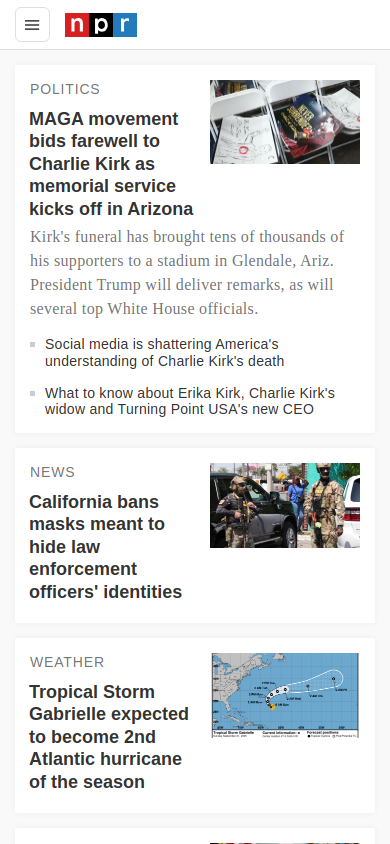 npr
POLITICS
MAGA movement
bids farewell to
Charlie Kirk as
memorial service
kicks off in Arizona
Kirk's funeral has brought tens of thousands of
his supporters to a stadium in Glendale, Ariz.
President Trump will deliver remarks, as will
several top White House officials.
Social media is shattering America's
understanding of Charlie Kirk's death
What to know about Erika Kirk, Charlie Kirk's
widow and Turning Point USA's new CEO
NEWS
California bans
masks meant to
hide law
enforcement
officers' identities
WEATHER
Tropical Storm
Gabrielle expected
to become 2nd
Atlantic hurricane
of the season
Tropical Storm Gabrielle